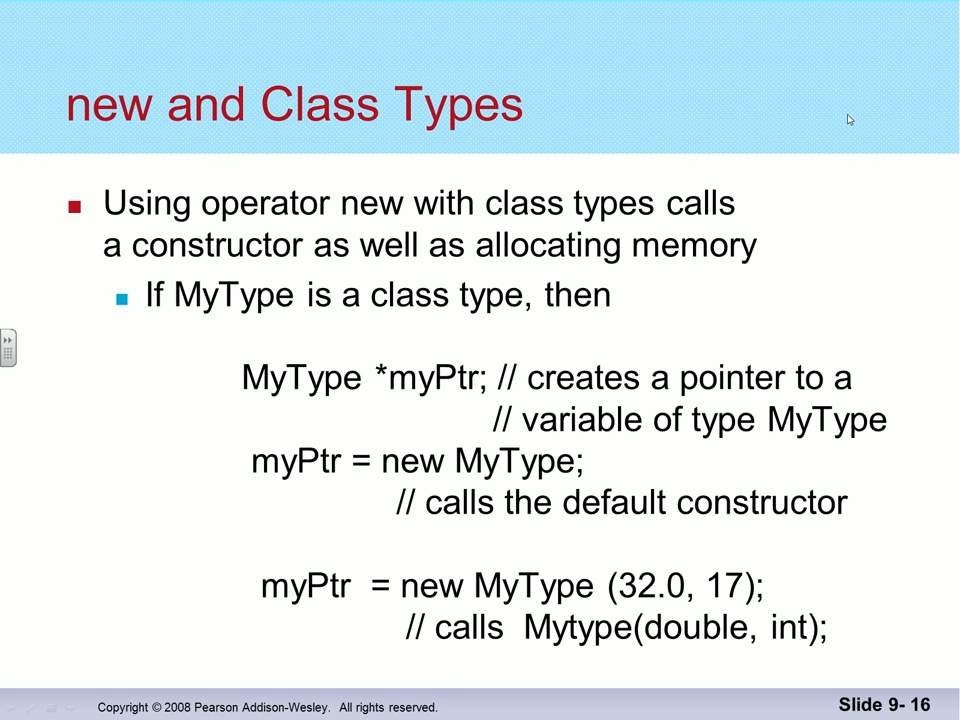 new and Class Types
Using operator new with class types calls
a constructor as well as allocating memory
If MyType is a class type, then
MyType *myPtr; // creates a pointer to a
// variable of type MyType
myPtr = new MyType;
// calls the default constructor
myPtr  = new MyType (32.0, 17);
// calls  Mytype(double, int);
Copyright © 2008 Pearson Addison-Wesley.  All rights reserved.
Slide 9- 16